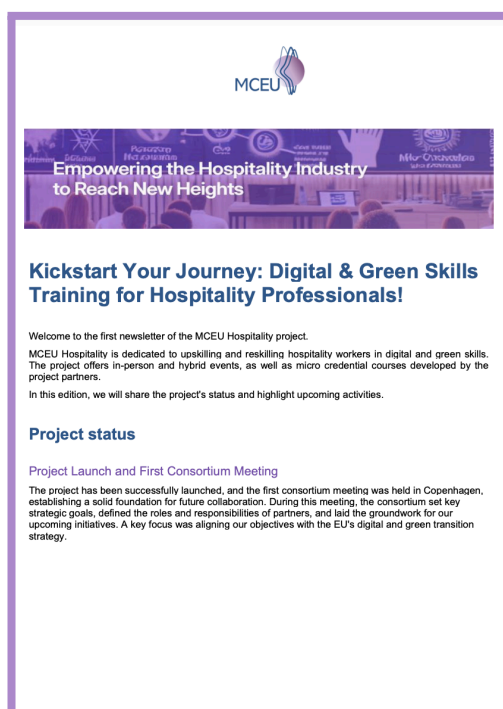 MCEU
Empowering the Hospitality Industry
to Reach New Heights
Kickstart Your Journey: Digital & Green Skills
Training for Hospitality Professionals!
Welcome to the first newsletter of the MCEU Hospitality project.
MCEU Hospitality is dedicated to upskilling and reskilling hospitality workers in digital and green skills.
The project offers in-person and hybrid events, as well as micro credential courses developed by the
project partners.
In this edition, we will share the project's status and highlight upcoming activities.
Project status
Project Launch and First Consortium Meeting
The project has been successfully launched, and the first consortium meeting was held in Copenhagen,
establishing a solid foundation for future collaboration. During this meeting, the consortium set key
strategic goals, defined the roles and responsibilities of partners, and laid the groundwork for our
upcoming initiatives. A key focus was aligning our objectives with the EU's digital and green transition
strategy.